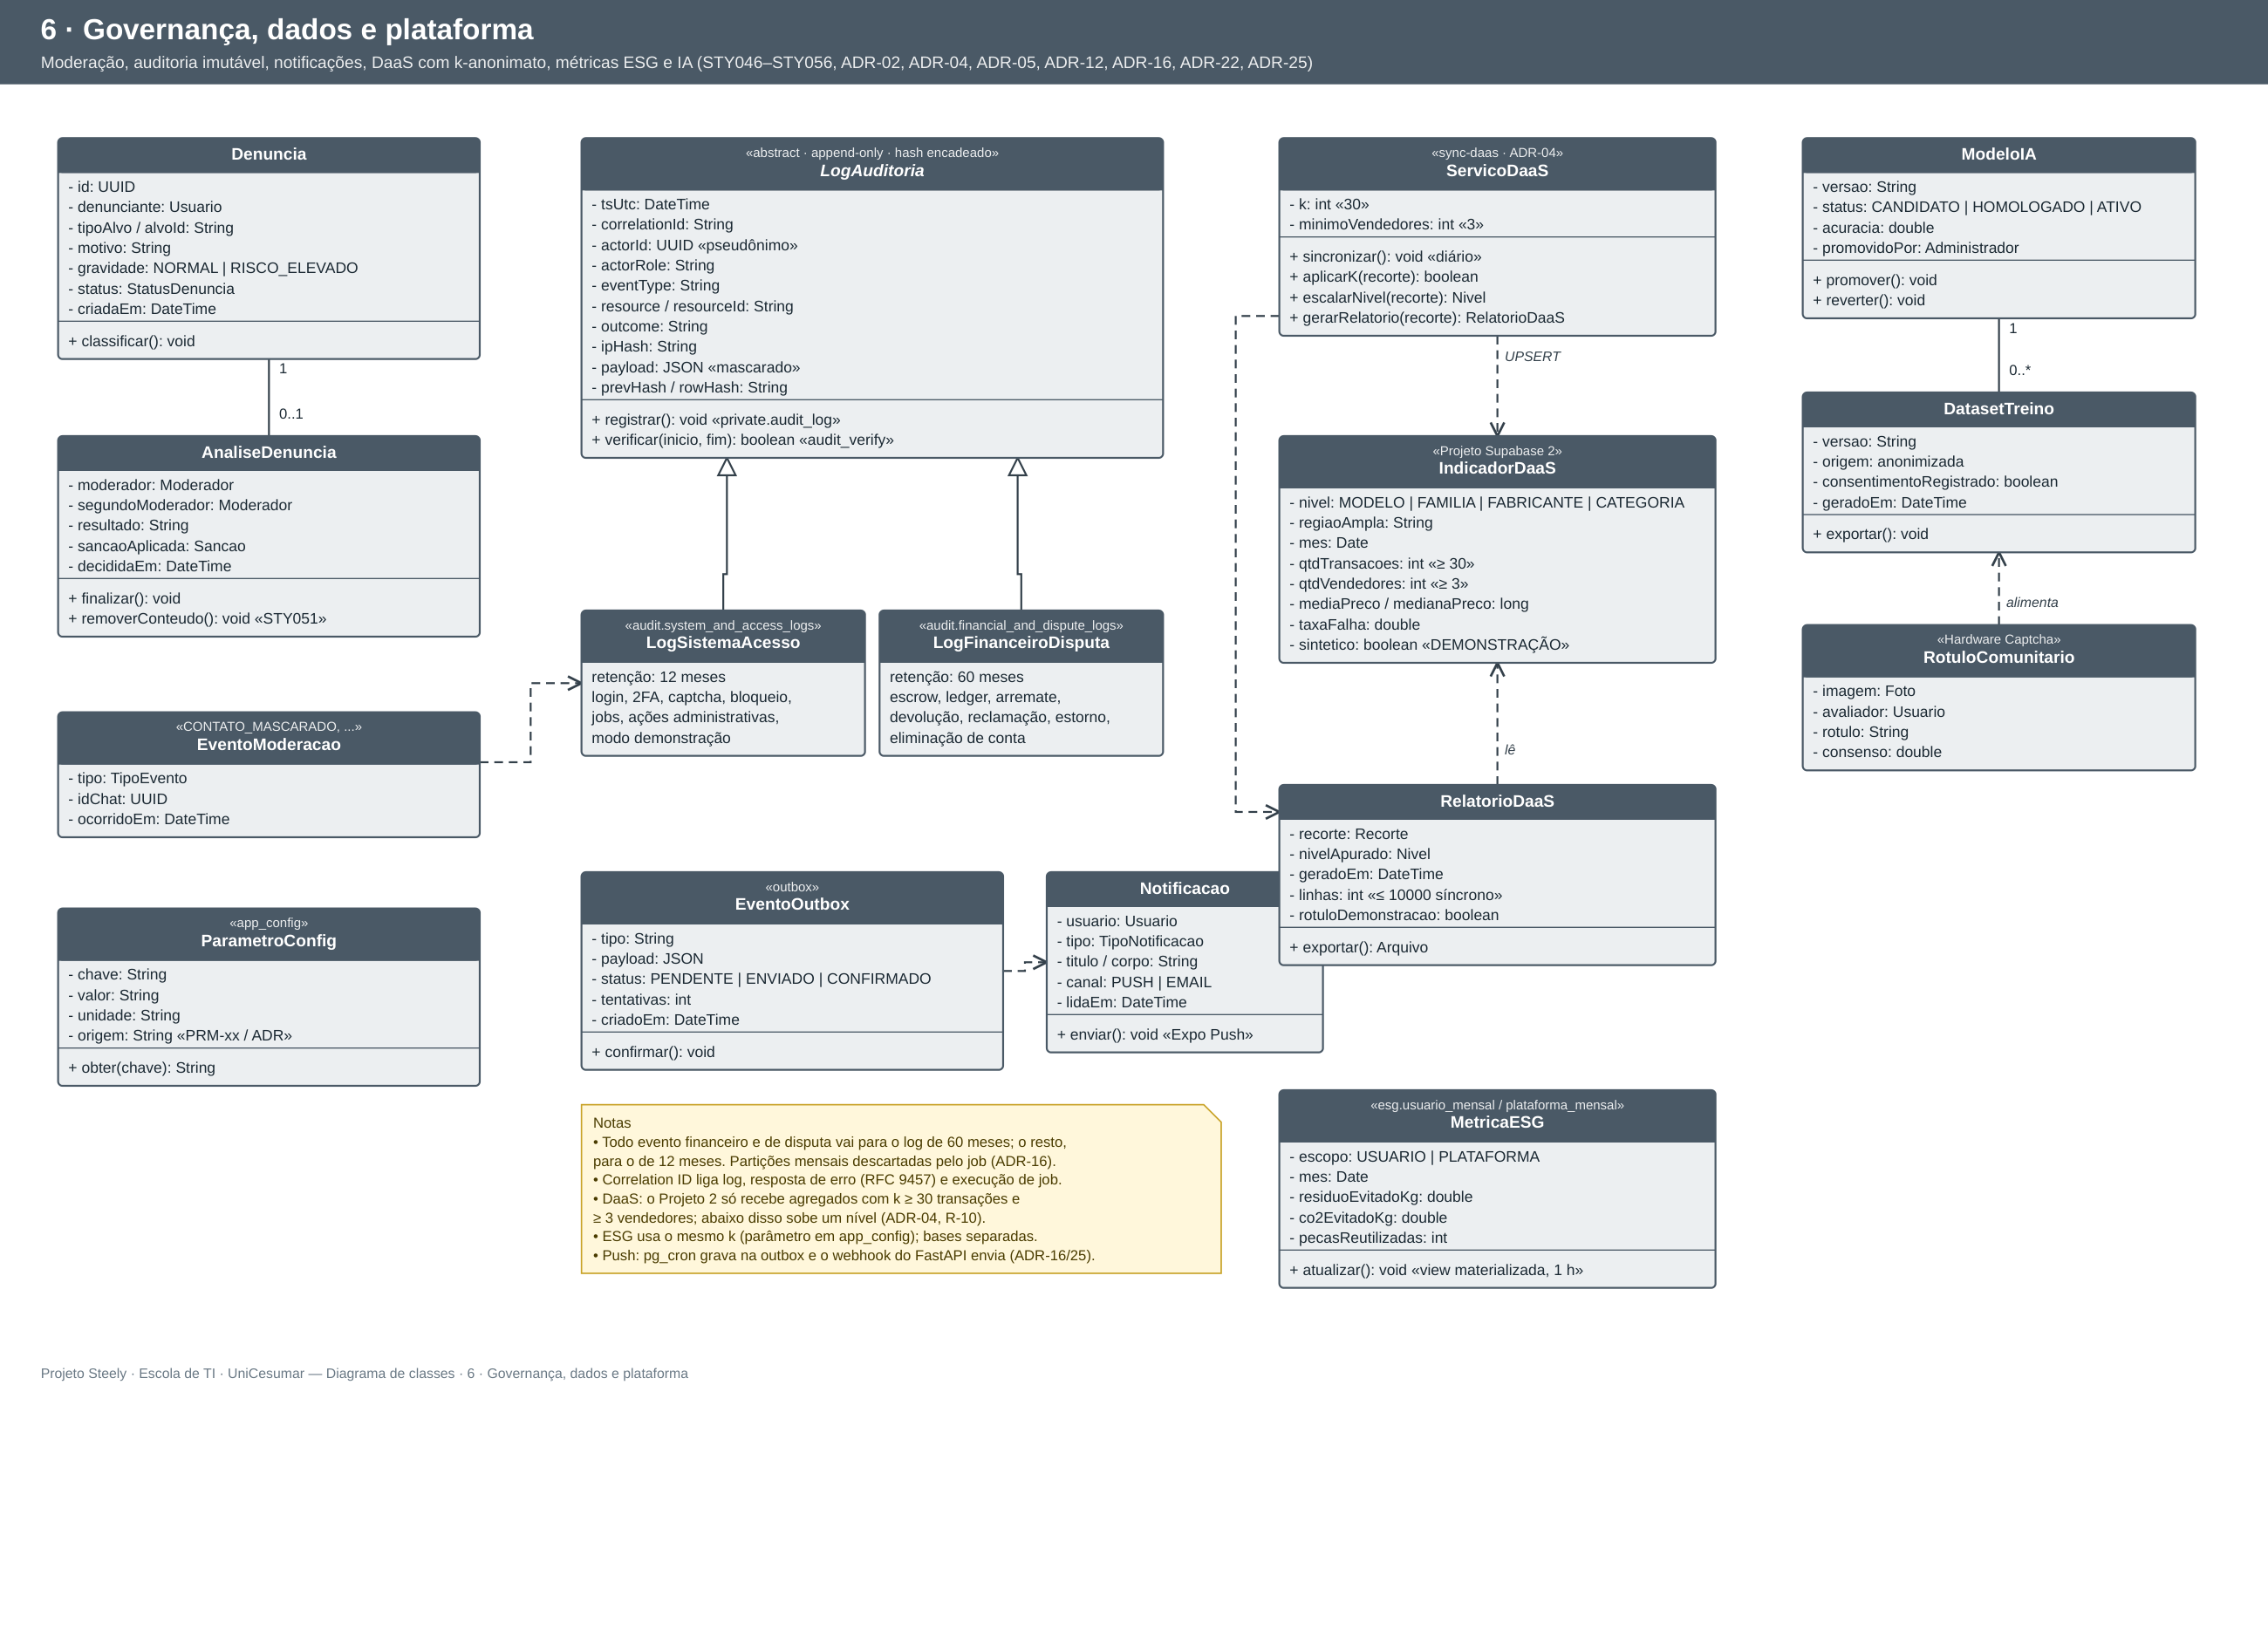 6 · Governança, dados e plataforma
Moderação, auditoria imutável, notificações, DaaS com k-anonimato, métricas ESG e IA (STY046–STY056, ADR-02, ADR-04, ADR-05, ADR-12, ADR-16, ADR-22, ADR-25)
Denuncia
- id: UUID
- denunciante: Usuario
- tipoAlvo / alvoId: String
- motivo: String
- gravidade: NORMAL | RISCO_ELEVADO
- status: StatusDenuncia
- criadaEm: DateTime
+ classificar(): void
1
0..1
AnaliseDenuncia
- moderador: Moderador
- segundoModerador: Moderador
- resultado: String
- sancaoAplicada: Sancao
- decididaEm: DateTime
+ finalizar(): void
+ removerConteudo(): void «STY051»
«CONTATO_MASCARADO, ...»
EventoModeracao
- tipo: TipoEvento
- idChat: UUID
- ocorridoEm: DateTime
«app_config»
ParametroConfig
- chave: String
- valor: String
- unidade: String
- origem: String «PRM-xx / ADR»
+ obter(chave): String
«abstract · append-only · hash encadeado»
LogAuditoria
- tsUtc: DateTime
- correlationId: String
- actorId: UUID «pseudônimo»
- actorRole: String
- eventType: String
- resource / resourceId: String
- outcome: String
- ipHash: String
- payload: JSON «mascarado»
- prevHash / rowHash: String
+ registrar(): void «private.audit_log»
+ verificar(inicio, fim): boolean «audit_verify»
«audit.system_and_access_logs»
LogSistemaAcesso
retenção: 12 meses
login, 2FA, captcha, bloqueio,
jobs, ações administrativas,
modo demonstração
«audit.financial_and_dispute_logs»
LogFinanceiroDisputa
retenção: 60 meses
escrow, ledger, arremate,
devolução, reclamação, estorno,
eliminação de conta
«outbox»
EventoOutbox
- tipo: String
- payload: JSON
- status: PENDENTE | ENVIADO | CONFIRMADO
- tentativas: int
- criadoEm: DateTime
+ confirmar(): void
Notificacao
- usuario: Usuario
- tipo: TipoNotificacao
- titulo / corpo: String
- canal: PUSH | EMAIL
- lidaEm: DateTime
+ enviar(): void «Expo Push»
Notas
• Todo evento financeiro e de disputa vai para o log de 60 meses; o resto,
para o de 12 meses. Partições mensais descartadas pelo job (ADR-16).
• Correlation ID liga log, resposta de erro (RFC 9457) e execução de job.
• DaaS: o Projeto 2 só recebe agregados com k ≥ 30 transações e
≥ 3 vendedores; abaixo disso sobe um nível (ADR-04, R-10).
• ESG usa o mesmo k (parâmetro em app_config); bases separadas.
• Push: pg_cron grava na outbox e o webhook do FastAPI envia (ADR-16/25).
«sync-daas · ADR-04»
ServicoDaaS
- k: int «30»
- minimoVendedores: int «3»
+ sincronizar(): void «diário»
+ aplicarK(recorte): boolean
+ escalarNivel(recorte): Nivel
+ gerarRelatorio(recorte): RelatorioDaaS
UPSERT
«Projeto Supabase 2»
IndicadorDaaS
- nivel: MODELO | FAMILIA | FABRICANTE | CATEGORIA
- regiaoAmpla: String
- mes: Date
- qtdTransacoes: int «≥ 30»
- qtdVendedores: int «≥ 3»
- mediaPreco / medianaPreco: long
- taxaFalha: double
- sintetico: boolean «DEMONSTRAÇÃO»
lê
RelatorioDaaS
- recorte: Recorte
- nivelApurado: Nivel
- geradoEm: DateTime
- linhas: int «≤ 10000 síncrono»
- rotuloDemonstracao: boolean
+ exportar(): Arquivo
«esg.usuario_mensal / plataforma_mensal»
MetricaESG
- escopo: USUARIO | PLATAFORMA
- mes: Date
- residuoEvitadoKg: double
- co2EvitadoKg: double
- pecasReutilizadas: int
+ atualizar(): void «view materializada, 1 h»
ModeloIA
- versao: String
- status: CANDIDATO | HOMOLOGADO | ATIVO
- acuracia: double
- promovidoPor: Administrador
+ promover(): void
+ reverter(): void
1
0..*
DatasetTreino
- versao: String
- origem: anonimizada
- consentimentoRegistrado: boolean
- geradoEm: DateTime
+ exportar(): void
alimenta
«Hardware Captcha»
RotuloComunitario
- imagem: Foto
- avaliador: Usuario
- rotulo: String
- consenso: double
Projeto Steely · Escola de TI · UniCesumar — Diagrama de classes · 6 · Governança, dados e plataforma